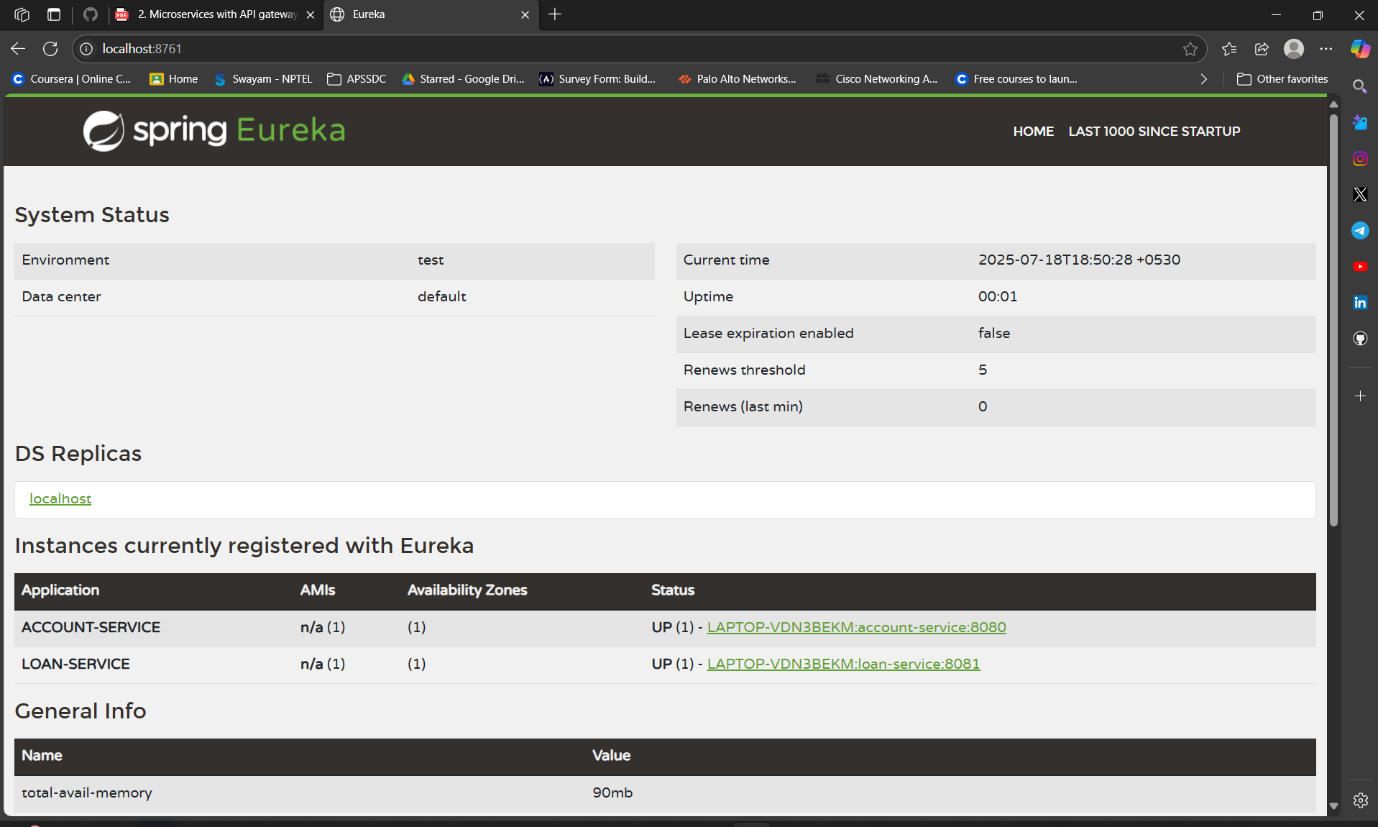 2. Microservices with API gateway
Eureka
localhost:8761
Coursera | Online C...
Home
Swayam - NPTEL
APSSDC
Starred - Google Dri...
Survey Form: Build...
Palo Alto Networks...
Cisco Networking A...
Free courses to laun...
Other favorites
spring Eureka
HOME
LAST 1000 SINCE STARTUP
System Status
Environment test
Data center default
Current time 2025-07-18T18:50:28 +0530
Uptime 00:01
Lease expiration enabled false
Renews threshold 5
Renews (last min) 0
DS Replicas
localhost
Instances currently registered with Eureka
Application AMIs Availability Zones Status
ACCOUNT-SERVICE n/a (1) (1) UP (1) - LAPTOP-VDN3BEKM:account-service:8080
LOAN-SERVICE n/a (1) (1) UP (1) - LAPTOP-VDN3BEKM:loan-service:8081
General Info
Name Value
total-avail-memory 90mb